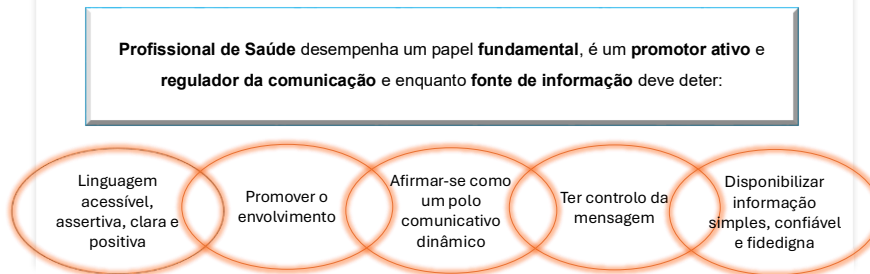 Profissional de Saúde desempenha um papel fundamental, é um promotor ativo e
regulador da comunicação e enquanto fonte de informação deve deter:
Linguagem
acessível,
assertiva, clara e
positiva
Promover o
envolvimento
Afirmar-se como
um polo
comunicativo
dinâmico
Ter controlo da
mensagem
Disponibilizar
informação
simples, confiável
e fidedigna